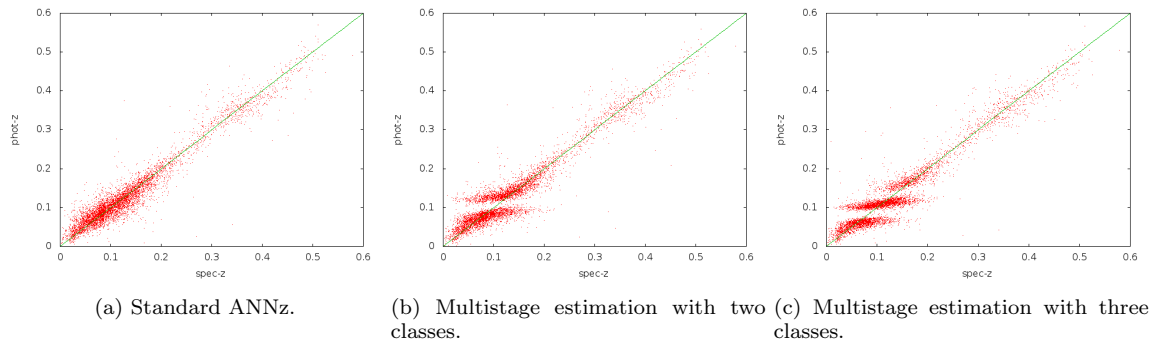 0.6
0.5
0.4
0.3
0.2
0.1
0
phot-z
0 0.1 0.2 0.3 0.4 0.5 0.6
spec-z
0.6
0.5
0.4
0.3
0.2
0.1
0
phot-z
0 0.1 0.2 0.3 0.4 0.5 0.6
spec-z
0.6
0.5
0.4
0.3
0.2
0.1
0
phot-z
0 0.1 0.2 0.3 0.4 0.5 0.6
spec-z
(a) Standard ANNz.
(b) Multistage estimation with two
classes.
(c) Multistage estimation with three
classes.